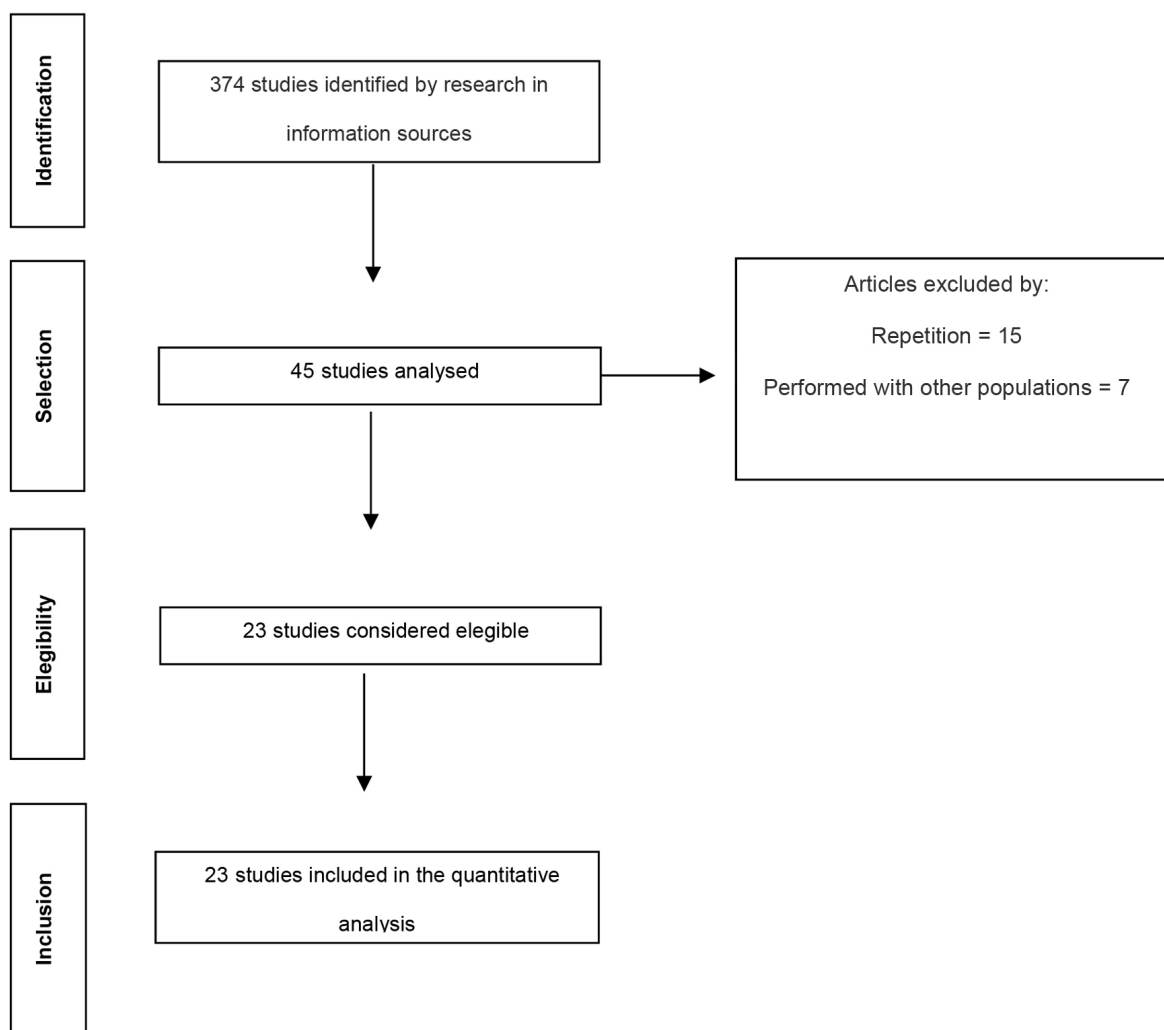 Identification
374 studies identified by research in
information sources
Selection
45 studies analysed
Articles excluded by:
Repetition = 15
Performed with other populations = 7
Elegibility
23 studies considered elegible
Inclusion
23 studies included in the quantitative
analysis